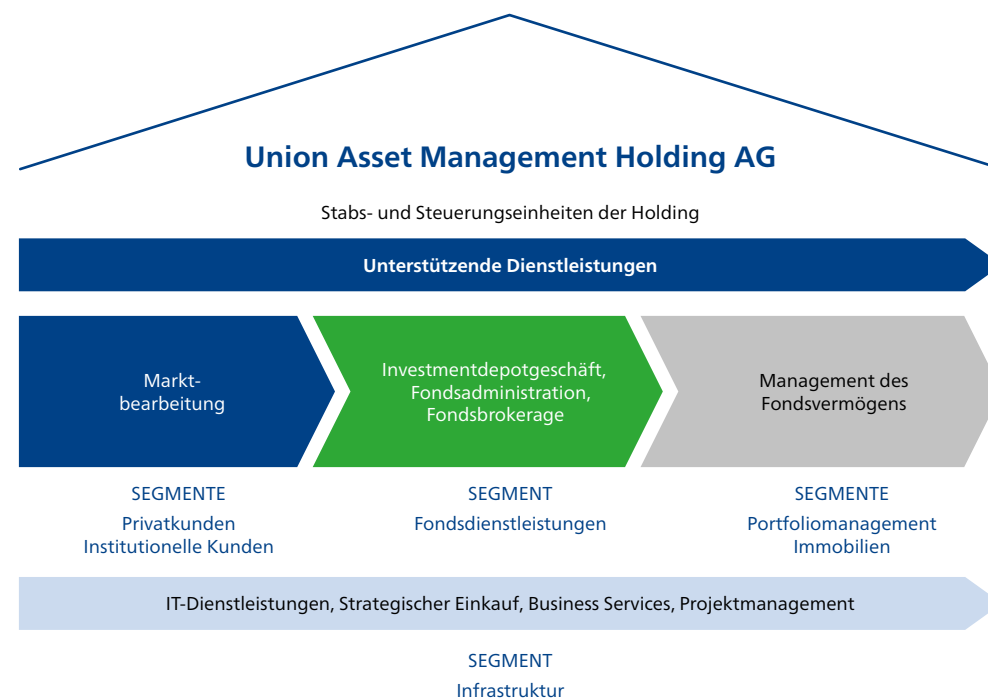 Union Asset Management Holding AG
Stabs- und Steuerungseinheiten der Holding
Unterstützende Dienstleistungen
Markt-
bearbeitung
Investmentdepotgeschäft,
Fondsadministration,
Fondsbrokerage
Management des
Fondsvermögens
SEGMENTE
Privatkunden
Institutionelle Kunden
SEGMENT
Fondsdienstleistungen
SEGMENTE
Portfoliomanagement
Immobilien
IT-Dienstleistungen, Strategischer Einkauf, Business Services, Projektmanagement
SEGMENT
Infrastruktur